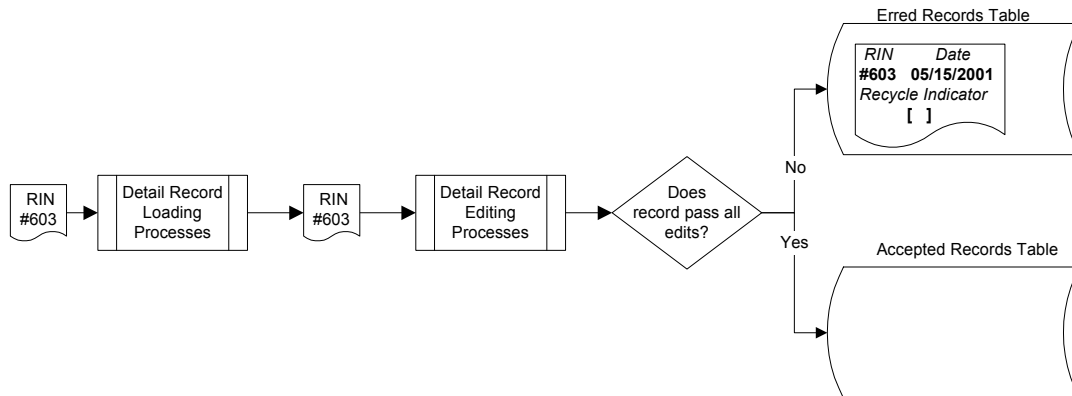 Erred Records Table
RIN Date
#603 05/15/2001
Recycle Indicator
[ ]
No
RIN
#603
Detail Record
Loading
Processes
RIN
#603
Detail Record
Editing
Processes
Does
record pass all
edits?
Yes
Accepted Records Table